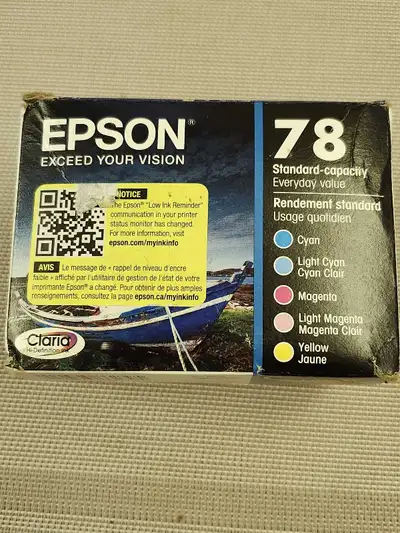 EPSON®
EXCEED YOUR VISION
NOTICE
The Epson® "Low Ink Reminder"
communication in your printer
status monitor has changed.
For more information, visit
epson.com/myinkinfo
AVIS Le message de « rappel de niveau d'encre
faible » affiché par l'utilitaire de gestion de l'état de votre
imprimante Epson® a changé. Pour obtenir de plus amples
renseignements, consultez la page epson.ca/myinkinfo
Claria
Hi-Definition Ink
78
Standard-capacity
Everyday value
Rendement standard
Usage quotidien
Cyan
Light Cyan
Cyan Clair
Magenta
Light Magenta
Magenta Clair
Yellow
Jaune